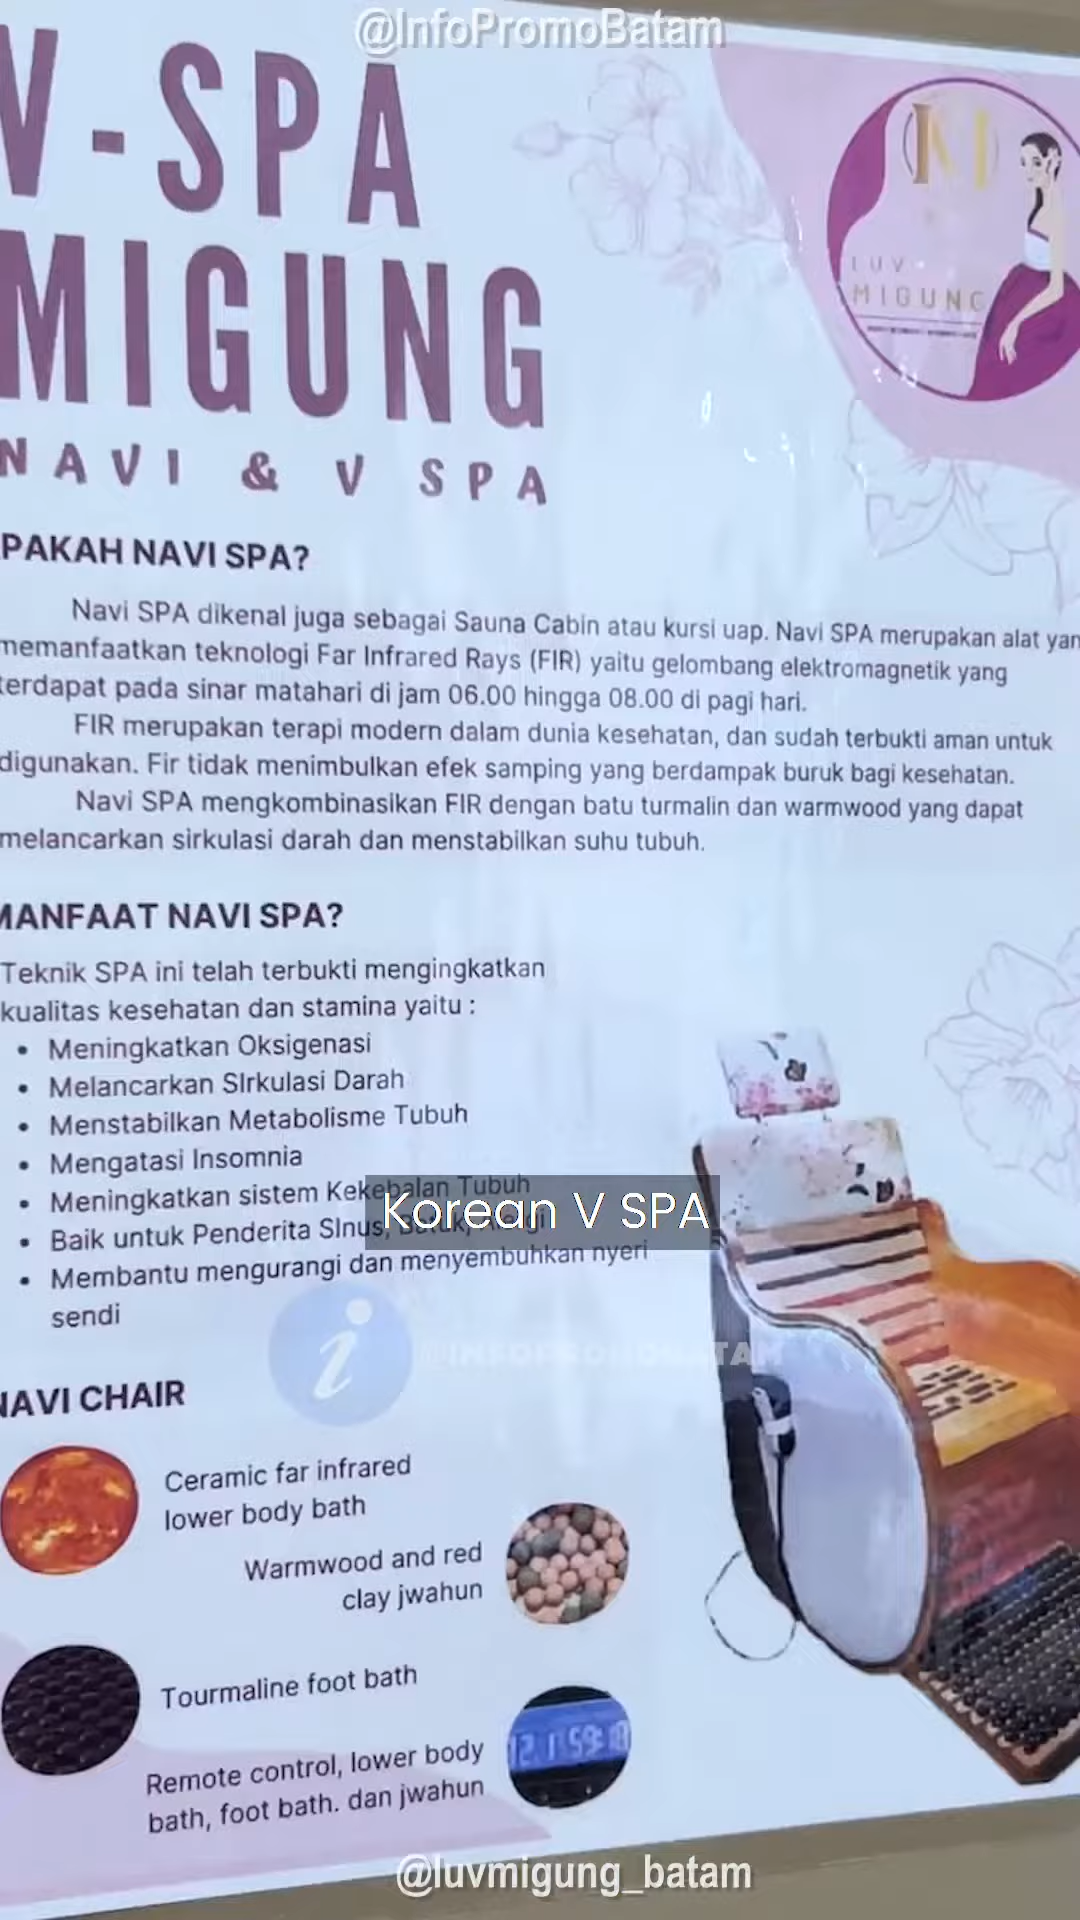 @InfoPromoBatam
V-SPA
MIGUNG
NAVI & V SPA
LUV
MIGUNG
PAKAH NAVI SPA?
Navi SPA dikenal juga sebagai Sauna Cabin atau kursi uap. Navi SPA merupakan alat yan
memanfaatkan teknologi Far Infrared Rays (FIR) yaitu gelombang elektromagnetik yang
terdapat pada sinar matahari di jam 06.00 hingga 08.00 di pagi hari.
FIR merupakan terapi modern dalam dunia kesehatan, dan sudah terbukti aman untuk
digunakan. Fir tidak menimbulkan efek samping yang berdampak buruk bagi kesehatan.
Navi SPA mengkombinasikan FIR dengan batu turmalin dan warmwood yang dapat
melancarkan sirkulasi darah dan menstabilkan suhu tubuh.
MANFAAT NAVI SPA?
Teknik SPA ini telah terbukti mengingkatkan
kualitas kesehatan dan stamina yaitu :
• Meningkatkan Oksigenasi
• Melancarkan SIrkulasi Darah
• Menstabilkan Metabolisme Tubuh
• Mengatasi Insomnia
• Meningkatkan sistem Kekebalan Tubuh
• Baik untuk Penderita SInus,
Korean V SPA
• Membantu mengurangi dan menyembuhkan nyeri
sendi
@INFOPROMOBATAM
NAVI CHAIR
Ceramic far infrared
lower body bath
Warmwood and red
clay jwahun
Tourmaline foot bath
Remote control, lower body
bath, foot bath. dan jwahun
@luvmigung_batam